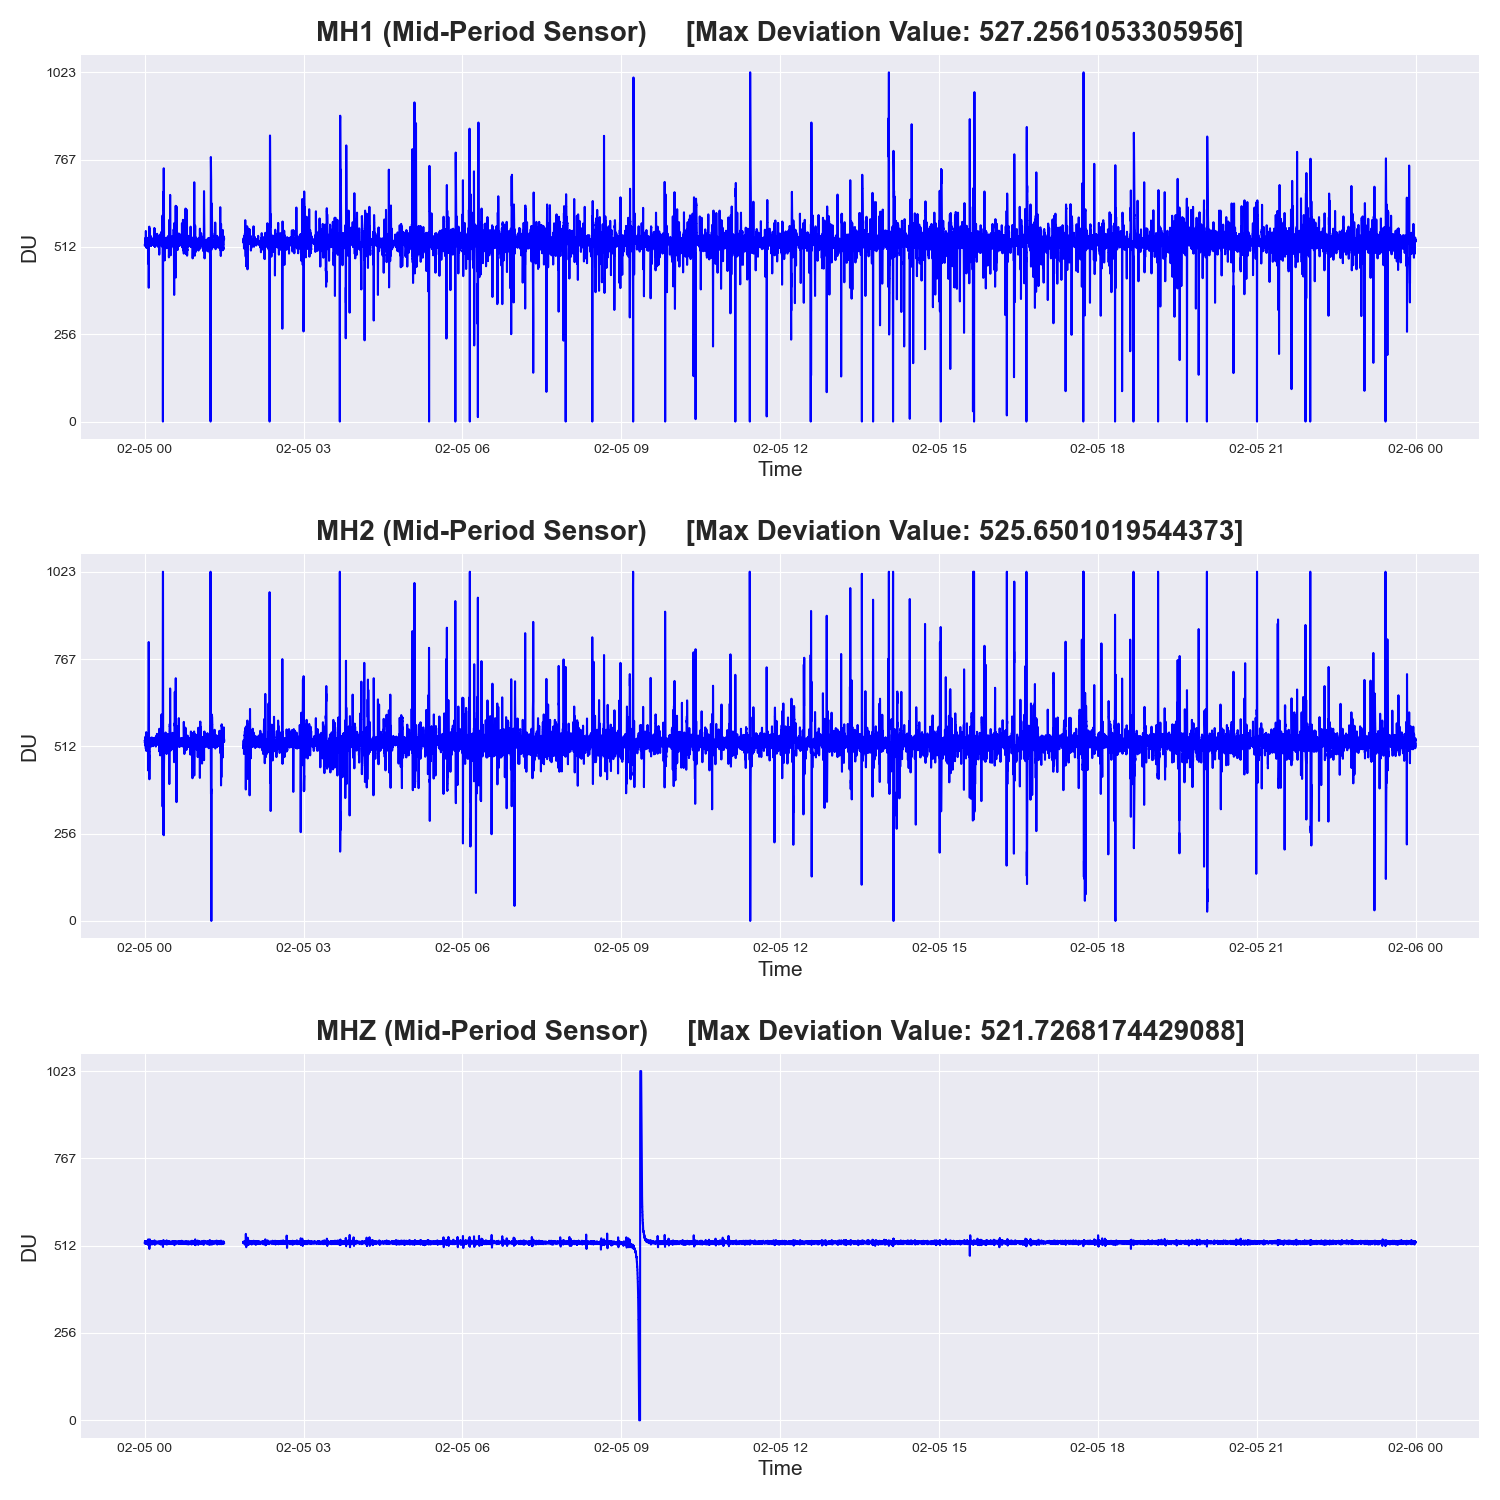 MH1 (Mid-Period Sensor) [Max Deviation Value: 527.2561053305956]
1023
767
512
256
0
DU
02-05 00 02-05 03 02-05 06 02-05 09 02-05 12 02-05 15 02-05 18 02-05 21 02-06 00
Time
MH2 (Mid-Period Sensor) [Max Deviation Value: 525.6501019544373]
1023
767
512
256
0
DU
02-05 00 02-05 03 02-05 06 02-05 09 02-05 12 02-05 15 02-05 18 02-05 21 02-06 00
Time
MHZ (Mid-Period Sensor) [Max Deviation Value: 521.7268174429088]
1023
767
512
256
0
DU
02-05 00 02-05 03 02-05 06 02-05 09 02-05 12 02-05 15 02-05 18 02-05 21 02-06 00
Time